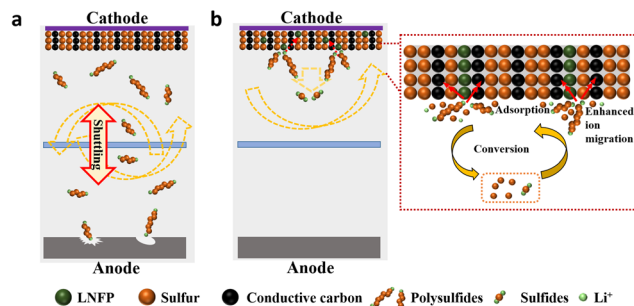 a
Cathode
Shuttling
Anode
b
Cathode
Anode
Adsorption
Enhanced
ion
migration
Conversion
LNFP
Sulfur
Conductive carbon
Polysulfides
Sulfides
Li⁺